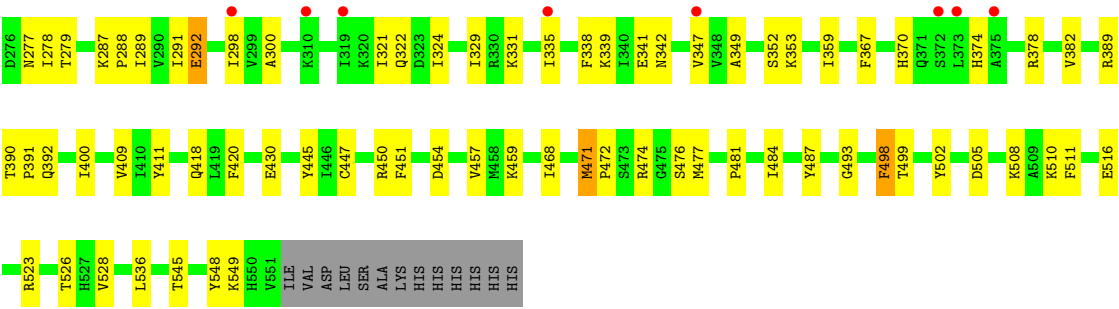 D276 N277 I278 T279 K287 P288 I289 V290 I291 E292 I298 V299 A300 K310 I319 K320 I321 Q322 D323 I324 I329 R330 K331 I335 F338 K339 I340 E341 N342 V347 V348 A349 S352 K353 I359 F367 H370 Q371 S372 L373 H374 A375 R378 V382 R389
T390 P391 Q392 I400 V409 I410 Y411 Q418 L419 F420 E430 Y445 I446 C447 R450 F451 D454 V457 M458 K459 I468 M471 P472 S473 R474 G475 S476 M477 P481 I484 Y487 G493 F498 T499 Y502 D505 K508 A509 K510 F511 E516
R523 T526 H527 V528 L536 T545 Y548 K549 H550 V551 ILE VAL ASP LEU SER ALA LYS HIS HIS HIS HIS HIS HIS